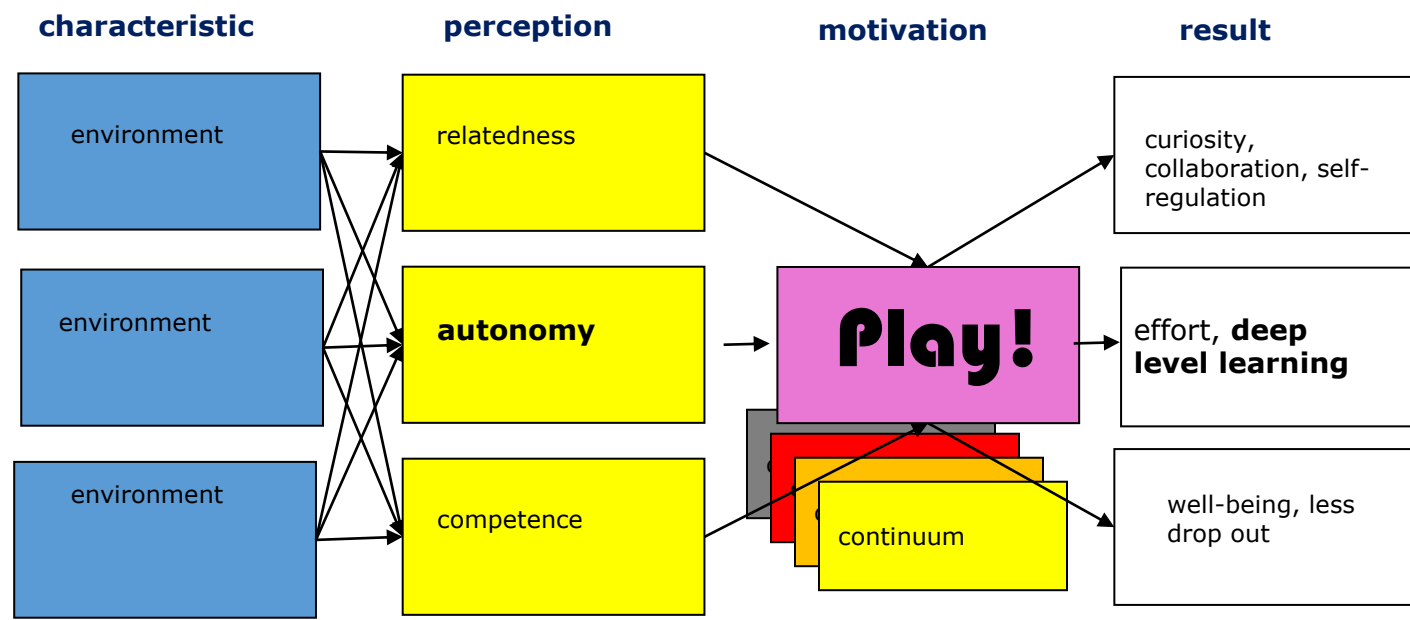 characteristic
perception
motivation
result
environment
relatedness
curiosity,
collaboration, self-
regulation
environment
autonomy
Play!
effort, deep
level learning
environment
competence
continuum
well-being, less
drop out